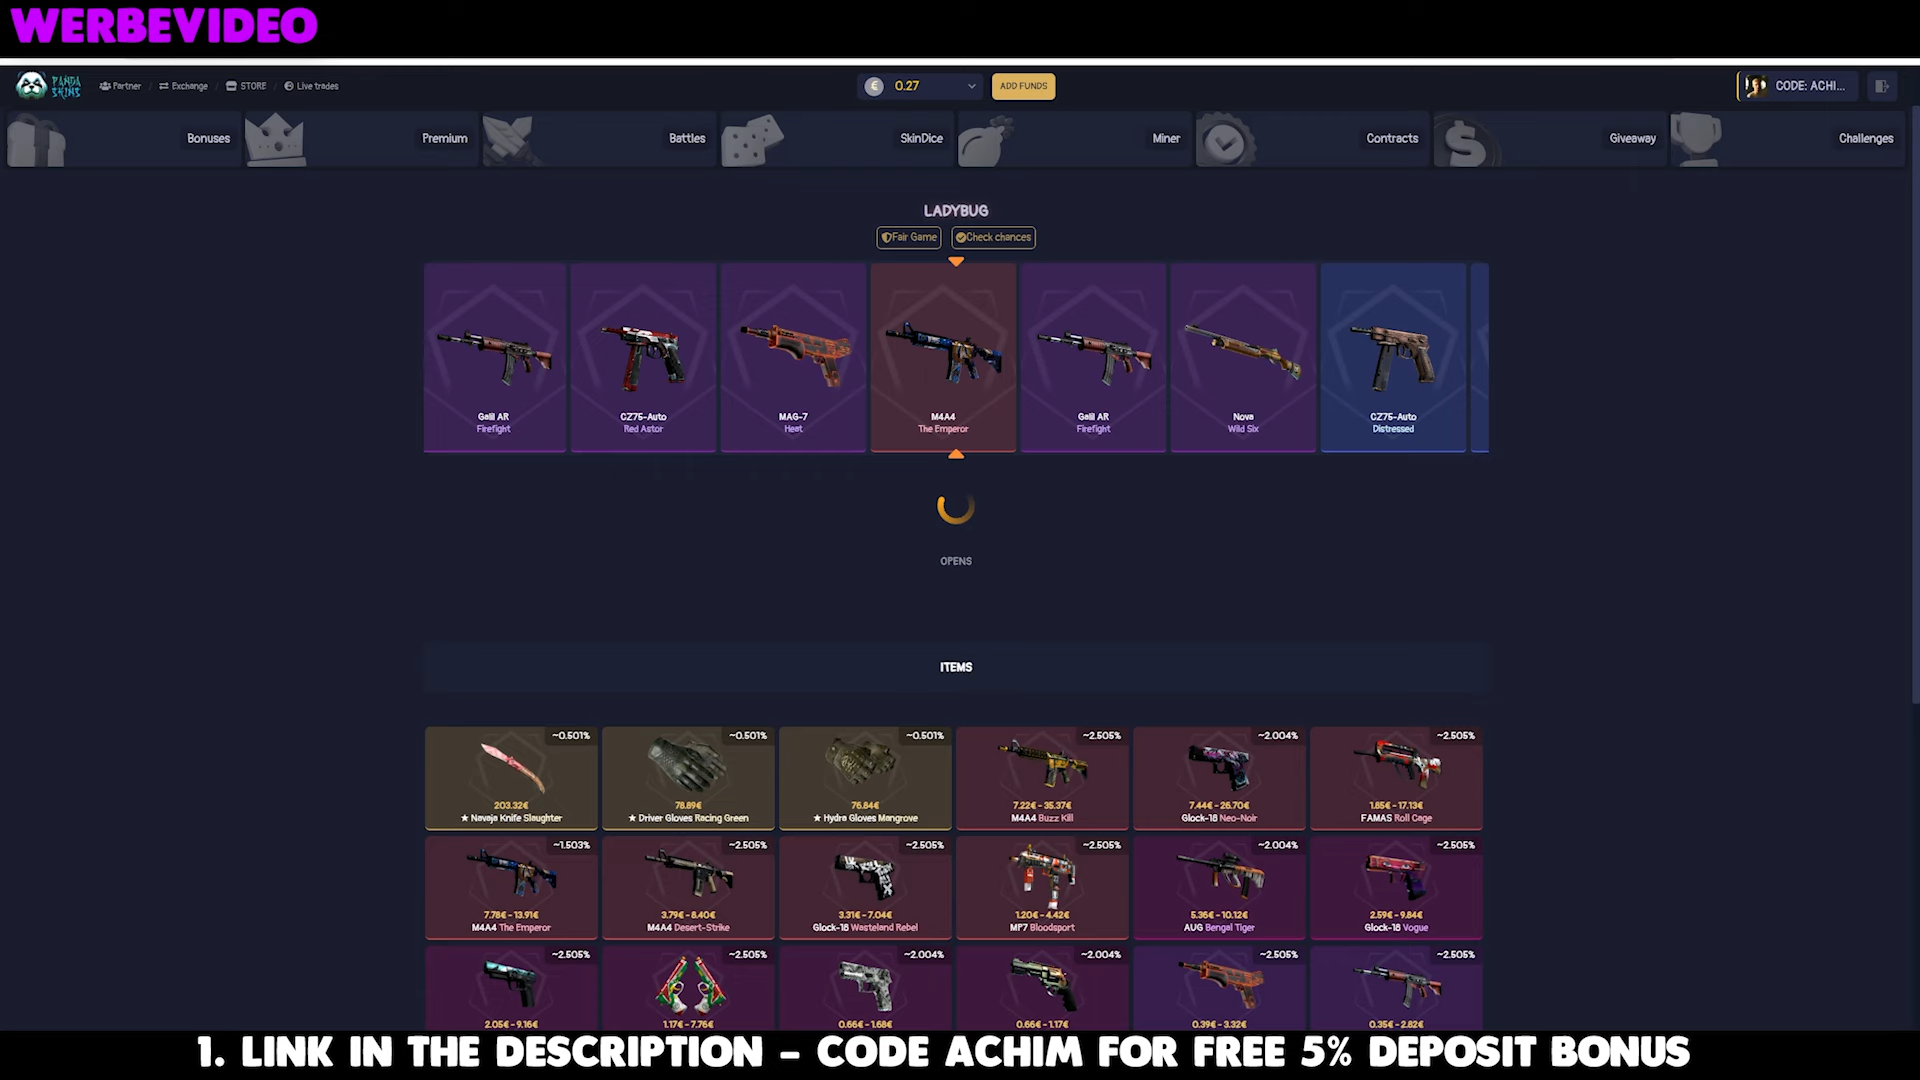 WERBEVIDEO
PANDA SKINS
Partner / Exchange / STORE / Live trades
€ 0.27
ADD FUNDS
CODE: ACHI...
Bonuses
Premium
Battles
SkinDice
Miner
Contracts
Giveaway
Challenges
LADYBUG
Fair Game
Check chances
Galil AR
Firefight
CZ75-Auto
Red Astor
MAG-7
Heat
M4A4
The Emperor
Galil AR
Firefight
Nova
Wild Six
CZ75-Auto
Distressed
OPENS
ITEMS
~0.501%
203.32€
★ Navaja Knife Slaughter
~0.501%
78.89€
★ Driver Gloves Racing Green
~0.501%
76.84€
★ Hydra Gloves Mangrove
~2.505%
7.22€ - 35.37€
M4A4 Buzz Kill
~2.004%
7.44€ - 26.70€
Glock-18 Neo-Noir
~2.505%
1.85€ - 17.13€
FAMAS Roll Cage
~1.503%
7.78€ - 13.91€
M4A4 The Emperor
~2.505%
3.79€ - 8.40€
M4A4 Desert-Strike
~2.505%
3.31€ - 7.04€
Glock-18 Wasteland Rebel
~2.505%
1.20€ - 4.42€
MP7 Bloodsport
~2.004%
5.36€ - 10.12€
AUG Bengal Tiger
~2.505%
2.59€ - 9.84€
Glock-18 Vogue
~2.505%
2.05€ - 9.16€
~2.505%
1.17€ - 7.76€
~2.004%
0.66€ - 1.68€
~2.004%
0.66€ - 1.17€
~2.505%
0.39€ - 3.32€
~2.505%
0.35€ - 2.82€
1. LINK IN THE DESCRIPTION - CODE ACHIM FOR FREE 5% DEPOSIT BONUS